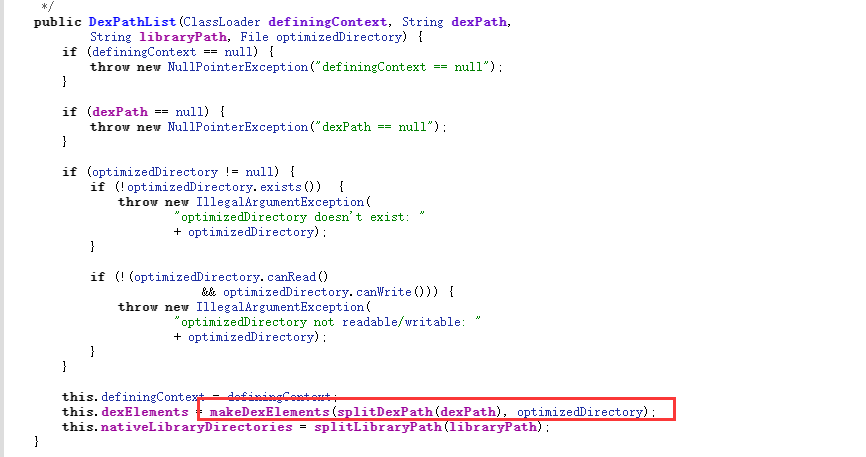 */
public DexPathList(ClassLoader definingContext, String dexPath,
String libraryPath, File optimizedDirectory) {
if (definingContext == null) {
throw new NullPointerException("definingContext == null");
}
if (dexPath == null) {
throw new NullPointerException("dexPath == null");
}
if (optimizedDirectory != null) {
if (!optimizedDirectory.exists())  {
throw new IllegalArgumentException(
"optimizedDirectory doesn't exist: "
+ optimizedDirectory);
}
if (!(optimizedDirectory.canRead()
&& optimizedDirectory.canWrite())) {
throw new IllegalArgumentException(
"optimizedDirectory not readable/writable: "
+ optimizedDirectory);
}
}
this.definingContext = definingContext;
this.dexElements = makeDexElements(splitDexPath(dexPath), optimizedDirectory);
this.nativeLibraryDirectories = splitLibraryPath(libraryPath);
}